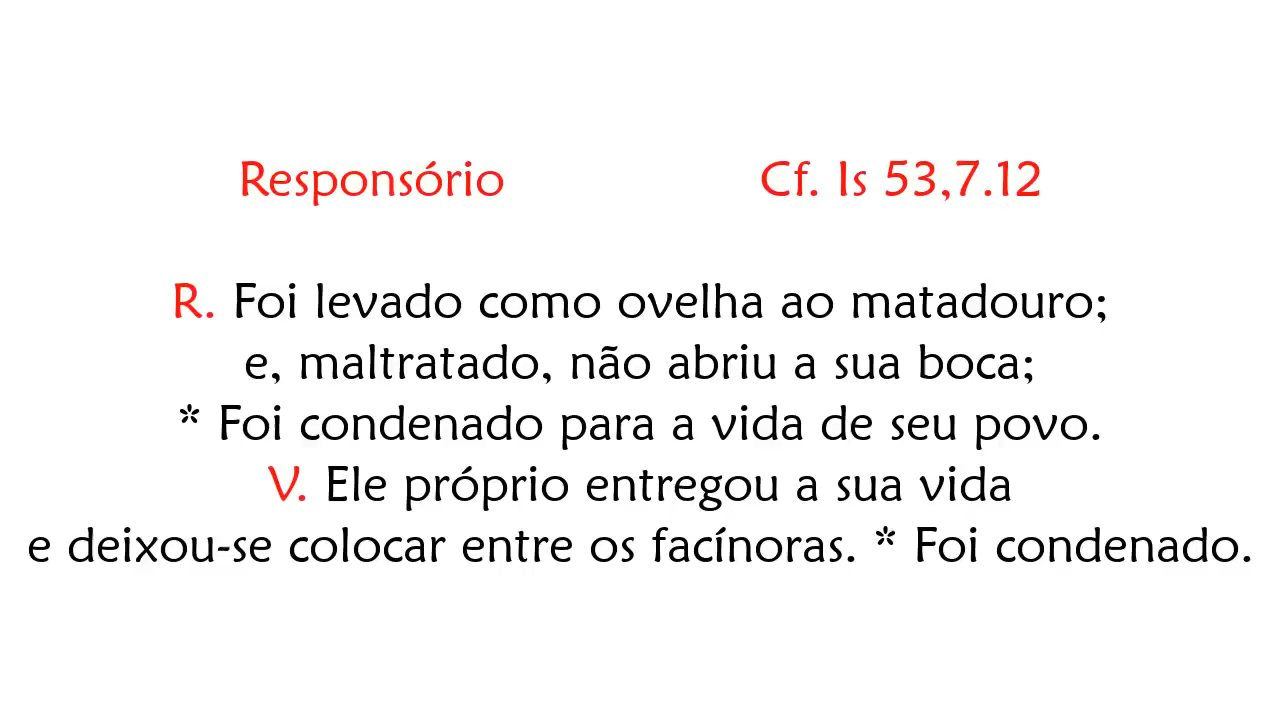 Responsório Cf. Is 53,7.12
R. Foi levado como ovelha ao matadouro;
e, maltratado, não abriu a sua boca;
* Foi condenado para a vida de seu povo.
V. Ele próprio entregou a sua vida
e deixou-se colocar entre os facínoras. * Foi condenado.